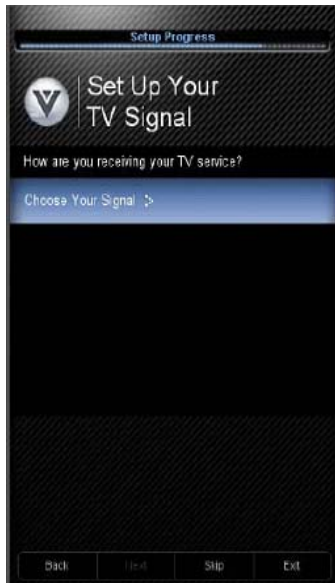 Setup Progress
Set Up Your
TV Signal
How are you receiving your TV service?
Choose Your Signal >
Back Next Skip Exit